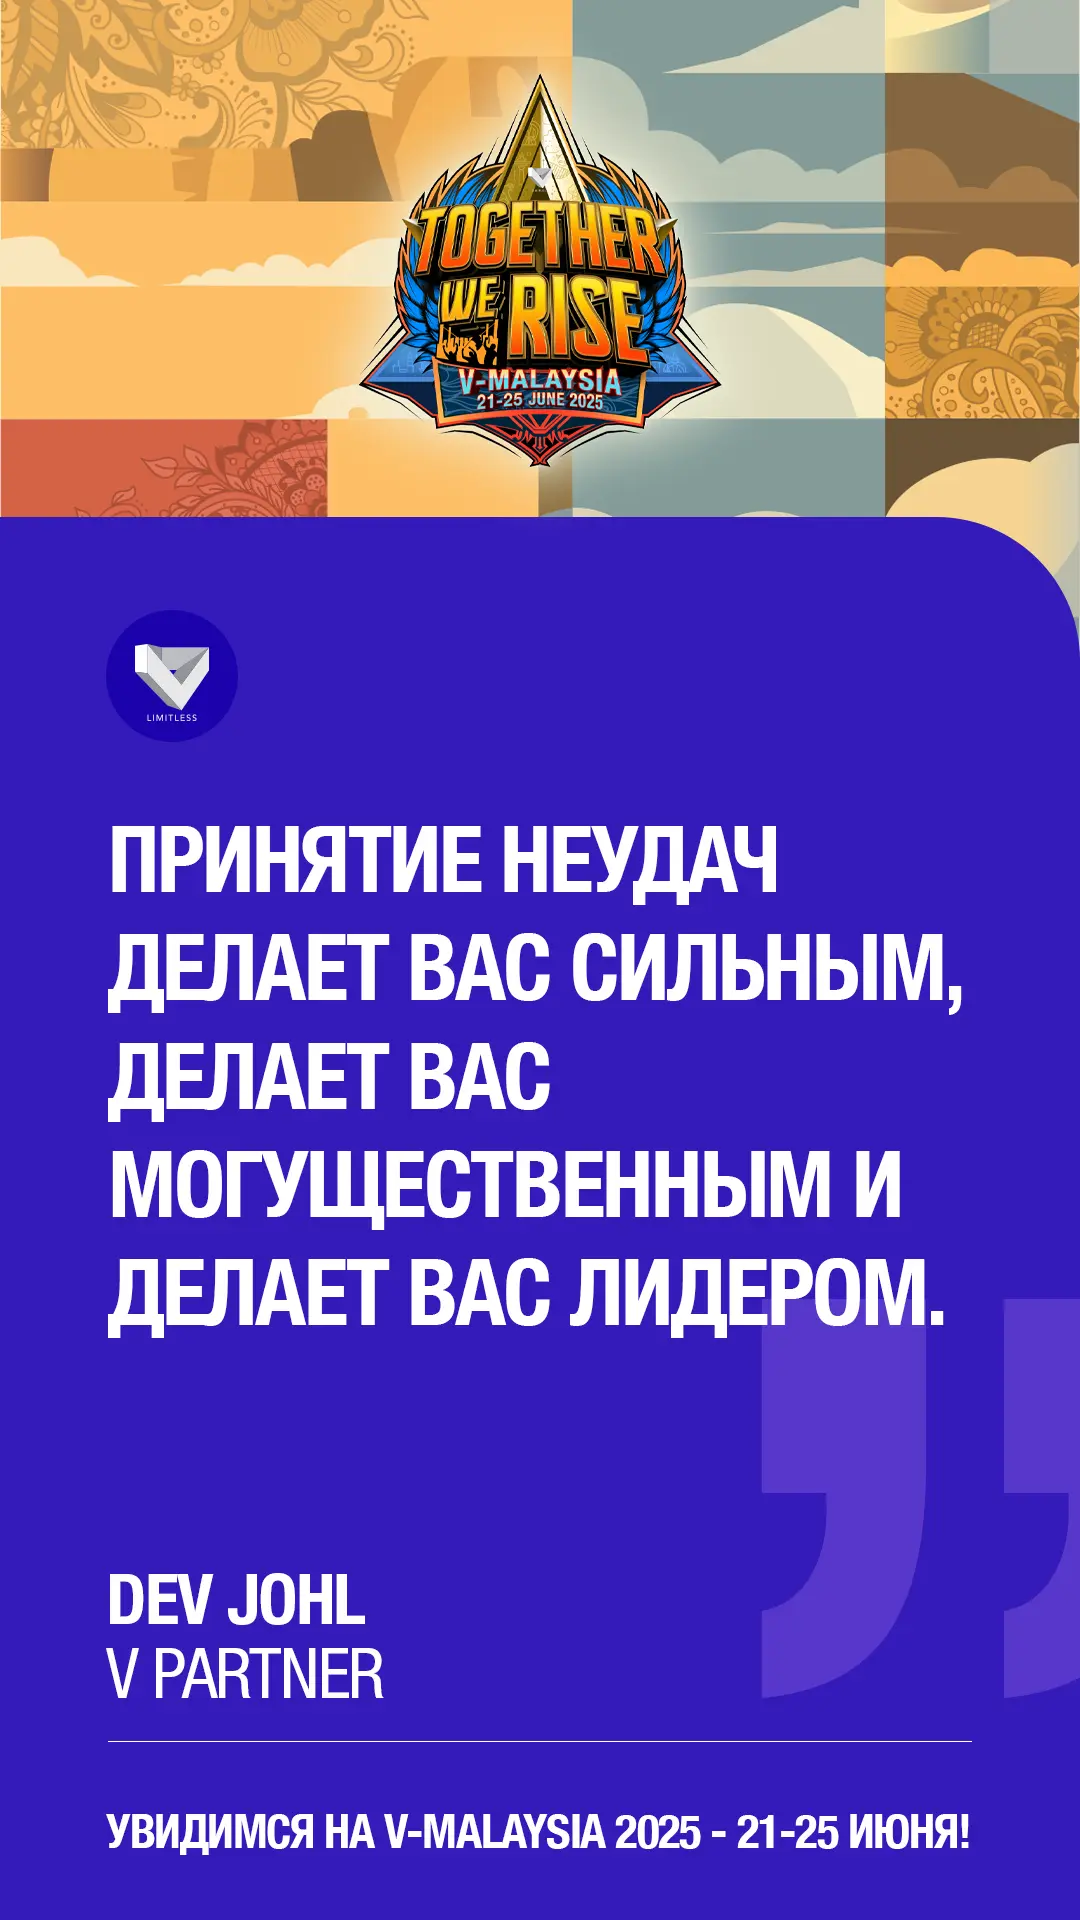 TOGETHER
WE RISE
V-MALAYSIA
21-25 JUNE 2025
LIMITLESS
ПРИНЯТИЕ НЕУДАЧ
ДЕЛАЕТ ВАС СИЛЬНЫМ,
ДЕЛАЕТ ВАС
МОГУЩЕСТВЕННЫМ И
ДЕЛАЕТ ВАС ЛИДЕРОМ.
DEV JOHL
V PARTNER
УВИДИМСЯ НА V-MALAYSIA 2025 - 21-25 ИЮНЯ!